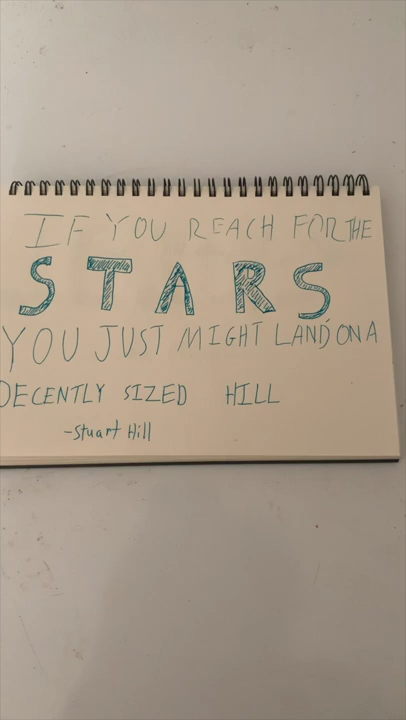 IF YOU REACH FOR THE
STARS
YOU JUST MIGHT LAND ON A
DECENTLY SIZED HILL
-Stuart Hill